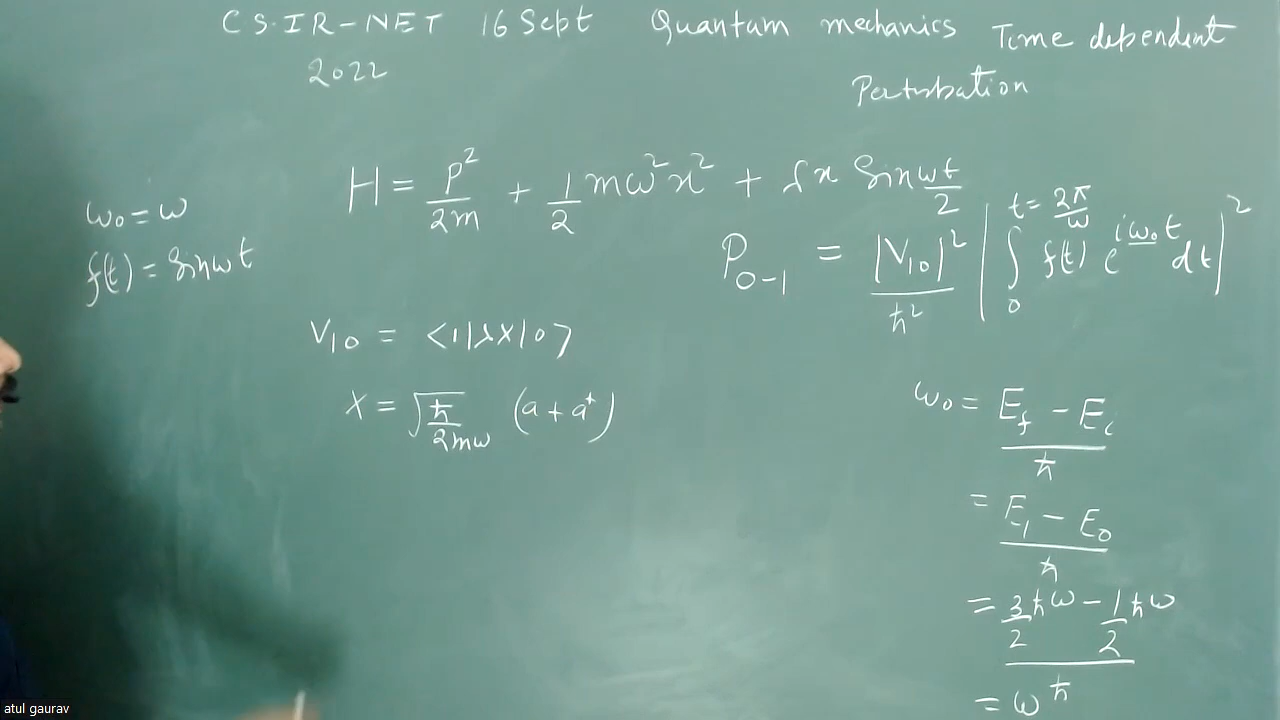 CSIR-NET 16 Sept Quantum mechanics Time dependent
2022 Perturbation
H = P²/2m + 1/2 mω²x² + δx Sin ωt/2
ω₀ = ω
f(t) = Sin ωt
P₀₋₁ = |V₁₀|²/ħ² | ∫₀^{t = 2π/ω} f(t) e^{iω₀t} dt |²
V₁₀ = <1|λx|0>
X = √(ħ/2mω) (a + a⁺)
ω₀ = E_f - E_i / ħ
= E₁ - E₀ / ħ
= 3/2 ħω - 1/2 ħω / ħ
= ω
atul gaurav